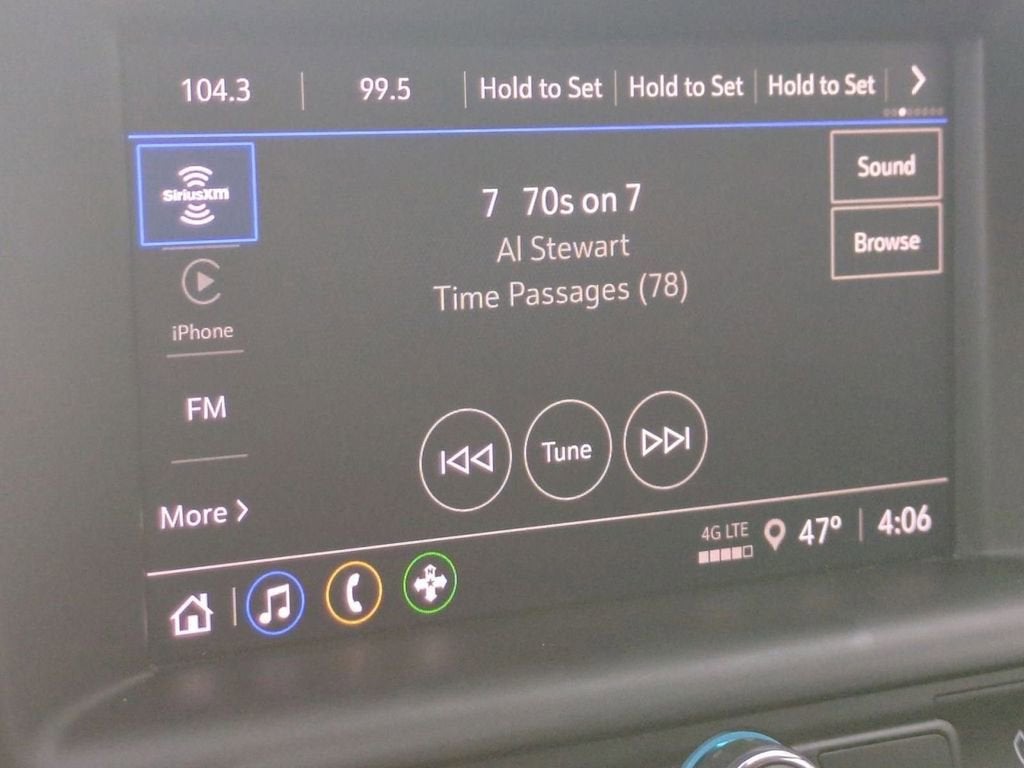 104.3 99.5 Hold to Set Hold to Set Hold to Set
SiriusXM
7 70s on 7
Sound
Al Stewart
Browse
Time Passages (78)
iPhone
FM
Tune
More
4G LTE 47° 4:06
N